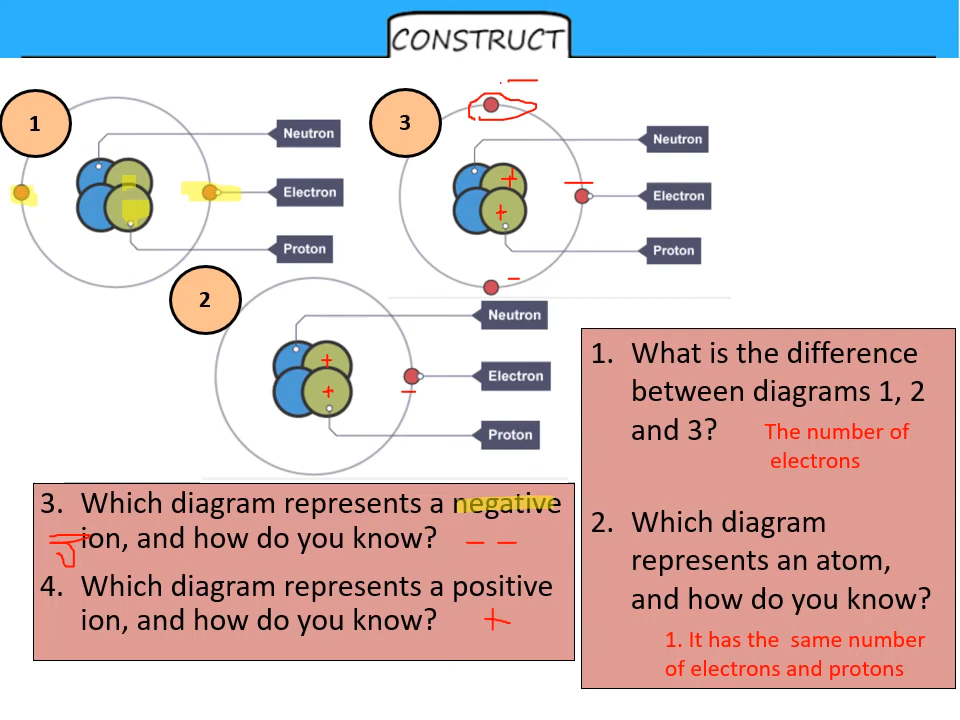 CONSTRUCT
1
Neutron
Electron
Proton
3
Neutron
Electron
Proton
2
Neutron
Electron
Proton
1. What is the difference
between diagrams 1, 2
and 3? The number of
electrons
2. Which diagram
represents an atom,
and how do you know?
1. It has the same number
of electrons and protons
3. Which diagram represents a negative
ion, and how do you know?
4. Which diagram represents a positive
ion, and how do you know?